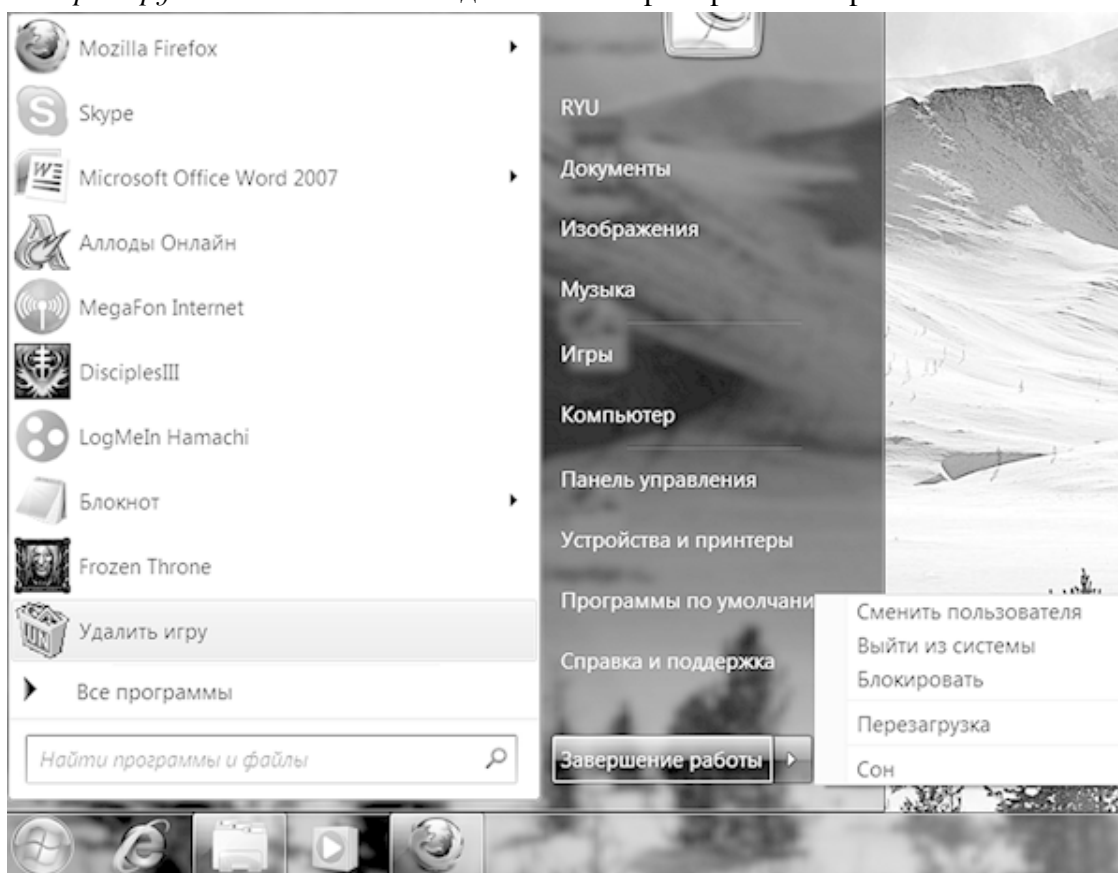 Mozilla Firefox
Skype
Microsoft Office Word 2007
Аллоды Онлайн
MegaFon Internet
DisciplesIII
LogMeIn Hamachi
Блокнот
Frozen Throne
Удалить игру
Все программы
Найти программы и файлы
RYU
Документы
Изображения
Музыка
Игры
Компьютер
Панель управления
Устройства и принтеры
Программы по умолчани
Справка и поддержка
Завершение работы
Сменить пользователя
Выйти из системы
Блокировать
Перезагрузка
Сон